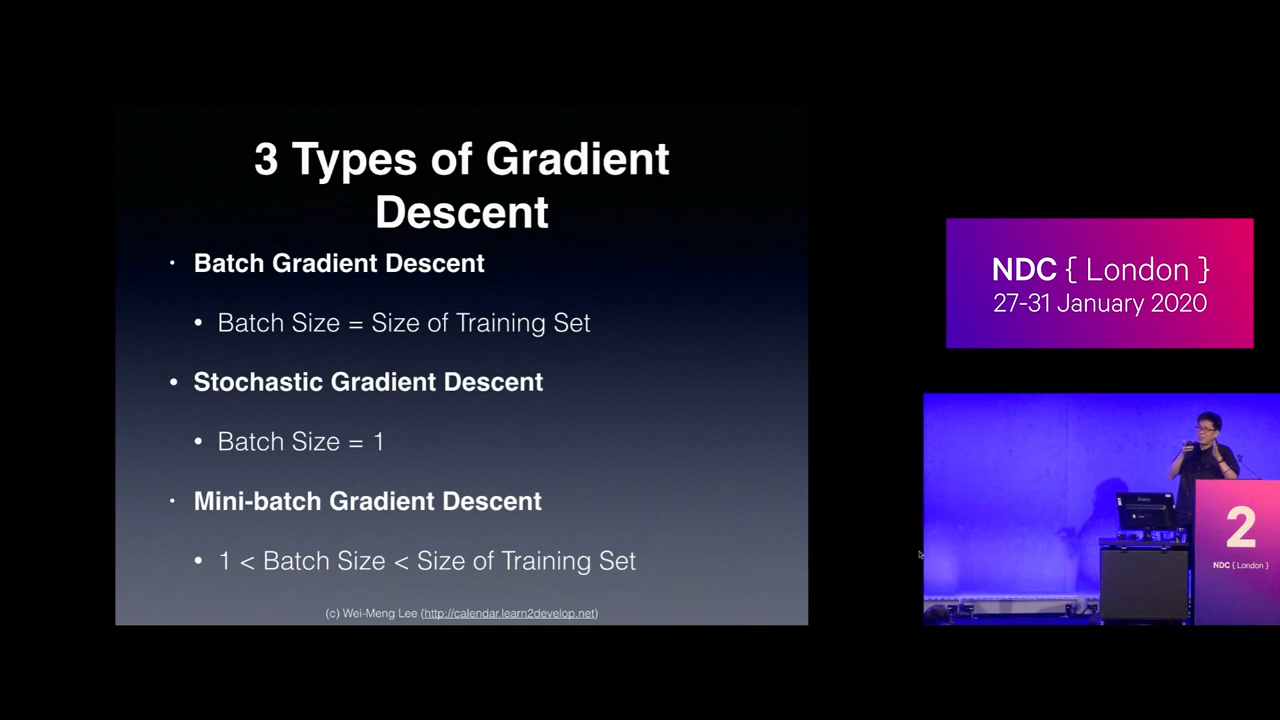 3 Types of Gradient
Descent
• Batch Gradient Descent
• Batch Size = Size of Training Set
• Stochastic Gradient Descent
• Batch Size = 1
• Mini-batch Gradient Descent
• 1 < Batch Size < Size of Training Set
(c) Wei-Meng Lee (http://calendar.learn2develop.net)
NDC { London }
27-31 January 2020
2
NDC { London }